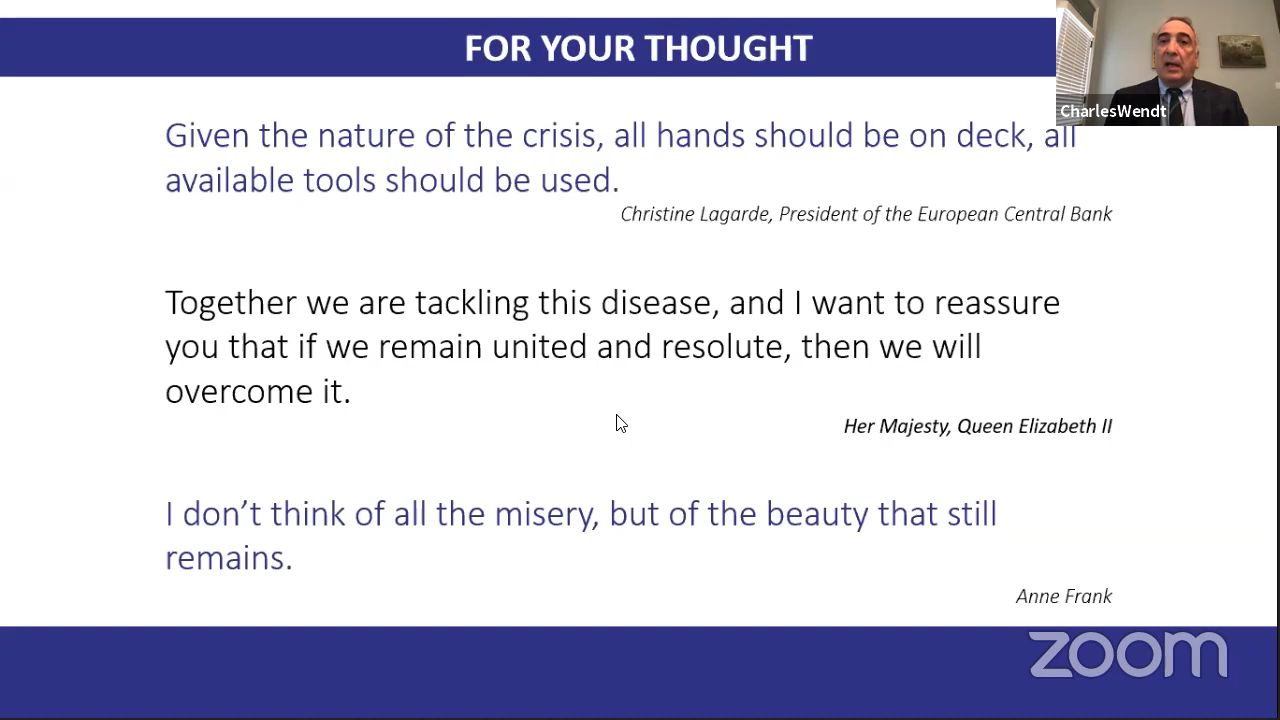 FOR YOUR THOUGHT
CharlesWendt
Given the nature of the crisis, all hands should be on deck, all
available tools should be used.
Christine Lagarde, President of the European Central Bank
Together we are tackling this disease, and I want to reassure
you that if we remain united and resolute, then we will
overcome it.
Her Majesty, Queen Elizabeth II
I don’t think of all the misery, but of the beauty that still
remains.
Anne Frank
zoom